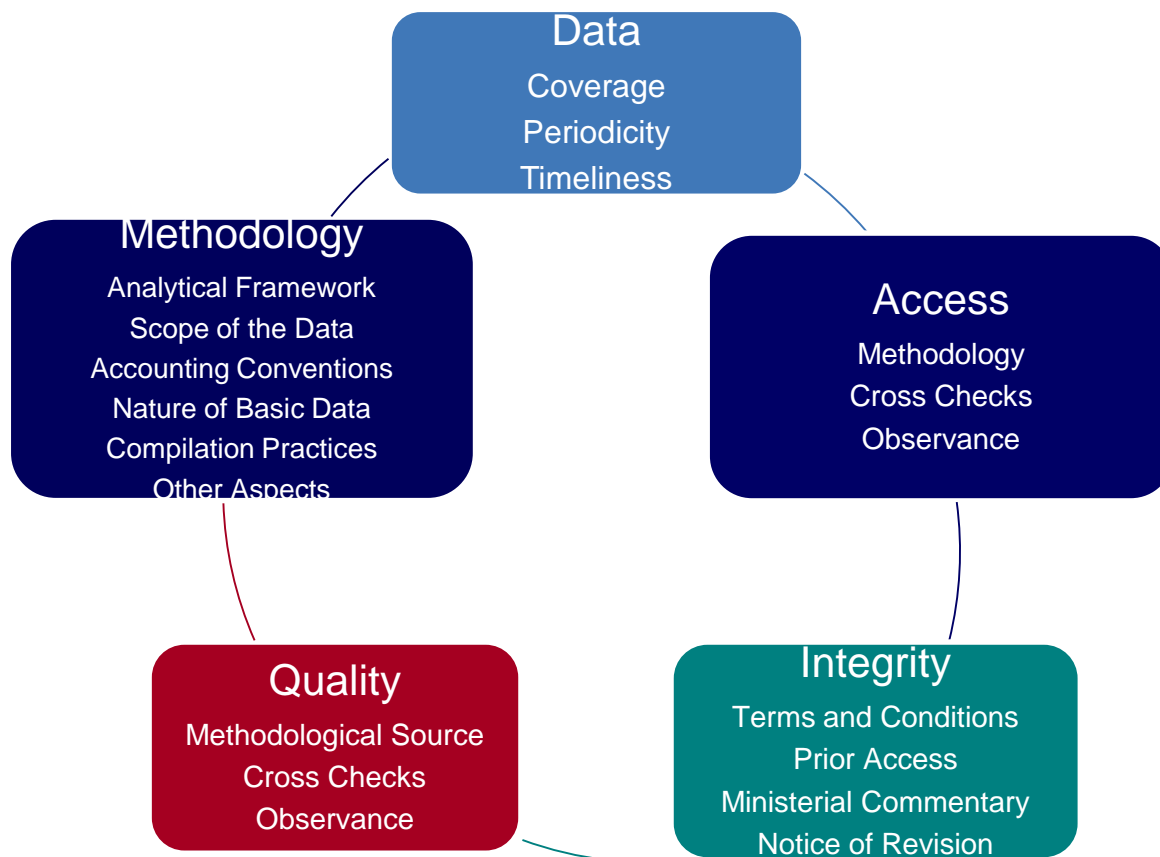 Data
Coverage
Periodicity
Timeliness
Methodology
Analytical Framework
Scope of the Data
Accounting Conventions
Nature of Basic Data
Compilation Practices
Other Aspects
Access
Methodology
Cross Checks
Observance
Quality
Methodological Source
Cross Checks
Observance
Integrity
Terms and Conditions
Prior Access
Ministerial Commentary
Notice of Revision